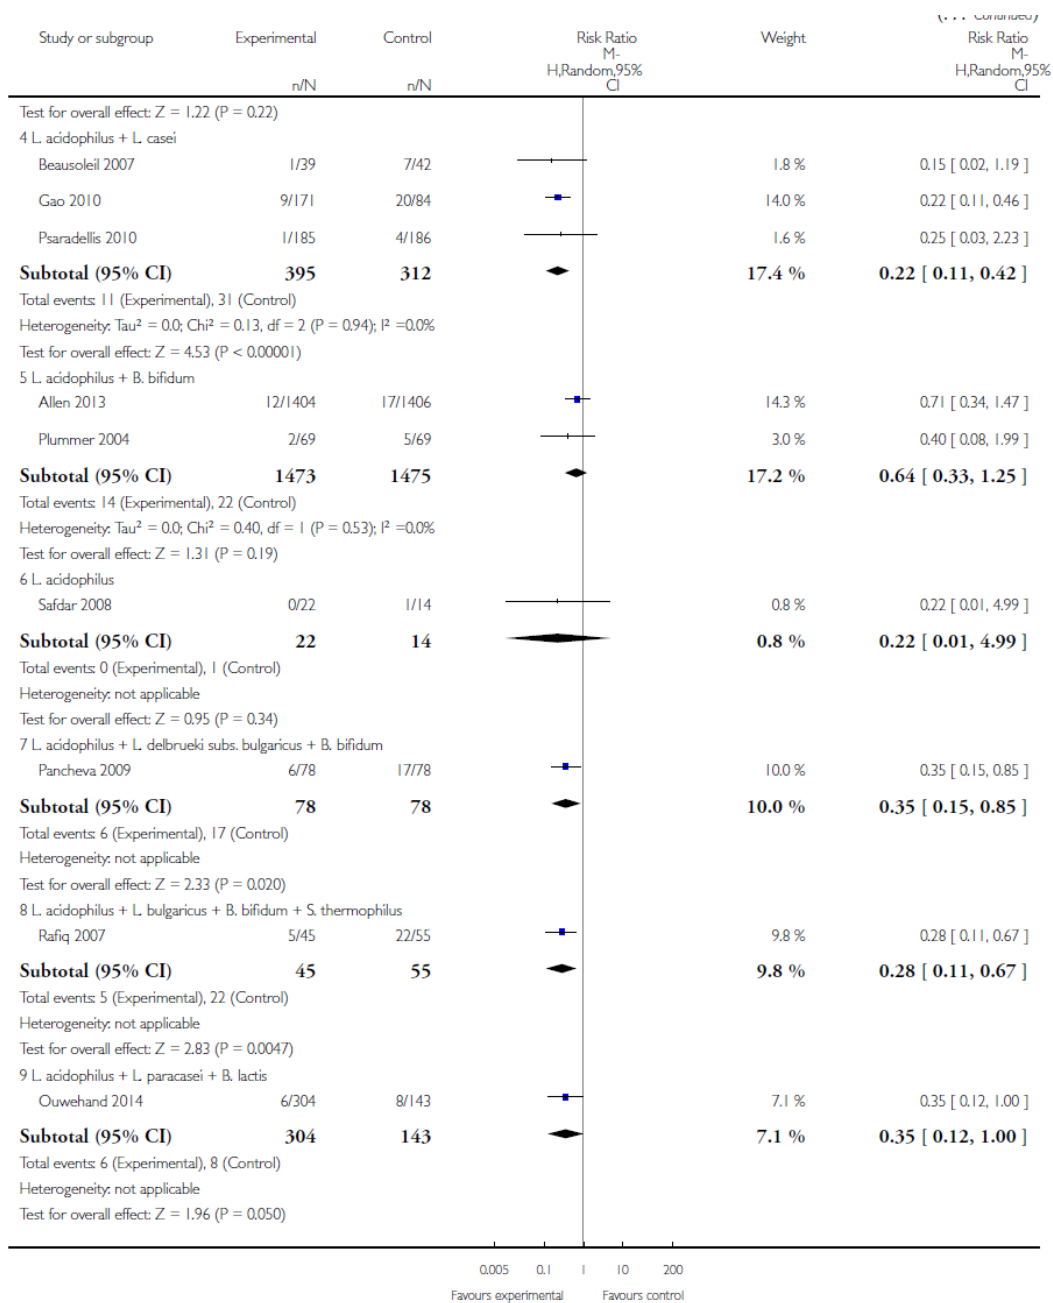 (. . . Continued)
Study or subgroup Experimental Control Risk Ratio Weight Risk Ratio
M- M-
H,Random,95% H,Random,95%
n/N n/N CI CI
Test for overall effect: Z = 1.22 (P = 0.22)
4 L. acidophilus + L. casei
Beausoleil 2007 1/39 7/42 1.8 % 0.15 [ 0.02, 1.19 ]
Gao 2010 9/171 20/84 14.0 % 0.22 [ 0.11, 0.46 ]
Psaradellis 2010 1/185 4/186 1.6 % 0.25 [ 0.03, 2.23 ]
Subtotal (95% CI) 395 312 17.4 % 0.22 [ 0.11, 0.42 ]
Total events: 11 (Experimental), 31 (Control)
Heterogeneity: Tau² = 0.0; Chi² = 0.13, df = 2 (P = 0.94); I² =0.0%
Test for overall effect: Z = 4.53 (P < 0.00001)
5 L. acidophilus + B. bifidum
Allen 2013 12/1404 17/1406 14.3 % 0.71 [ 0.34, 1.47 ]
Plummer 2004 2/69 5/69 3.0 % 0.40 [ 0.08, 1.99 ]
Subtotal (95% CI) 1473 1475 17.2 % 0.64 [ 0.33, 1.25 ]
Total events: 14 (Experimental), 22 (Control)
Heterogeneity: Tau² = 0.0; Chi² = 0.40, df = 1 (P = 0.53); I² =0.0%
Test for overall effect: Z = 1.31 (P = 0.19)
6 L. acidophilus
Safdar 2008 0/22 1/14 0.8 % 0.22 [ 0.01, 4.99 ]
Subtotal (95% CI) 22 14 0.8 % 0.22 [ 0.01, 4.99 ]
Total events: 0 (Experimental), 1 (Control)
Heterogeneity: not applicable
Test for overall effect: Z = 0.95 (P = 0.34)
7 L. acidophilus + L. delbrueki subs. bulgaricus + B. bifidum
Pancheva 2009 6/78 17/78 10.0 % 0.35 [ 0.15, 0.85 ]
Subtotal (95% CI) 78 78 10.0 % 0.35 [ 0.15, 0.85 ]
Total events: 6 (Experimental), 17 (Control)
Heterogeneity: not applicable
Test for overall effect: Z = 2.33 (P = 0.020)
8 L. acidophilus + L. bulgaricus + B. bifidum + S. thermophilus
Rafiq 2007 5/45 22/55 9.8 % 0.28 [ 0.11, 0.67 ]
Subtotal (95% CI) 45 55 9.8 % 0.28 [ 0.11, 0.67 ]
Total events: 5 (Experimental), 22 (Control)
Heterogeneity: not applicable
Test for overall effect: Z = 2.83 (P = 0.0047)
9 L. acidophilus + L. paracasei + B. lactis
Ouwehand 2014 6/304 8/143 7.1 % 0.35 [ 0.12, 1.00 ]
Subtotal (95% CI) 304 143 7.1 % 0.35 [ 0.12, 1.00 ]
Total events: 6 (Experimental), 8 (Control)
Heterogeneity: not applicable
Test for overall effect: Z = 1.96 (P = 0.050)
0.005 0.1 1 10 200
Favours experimental Favours control